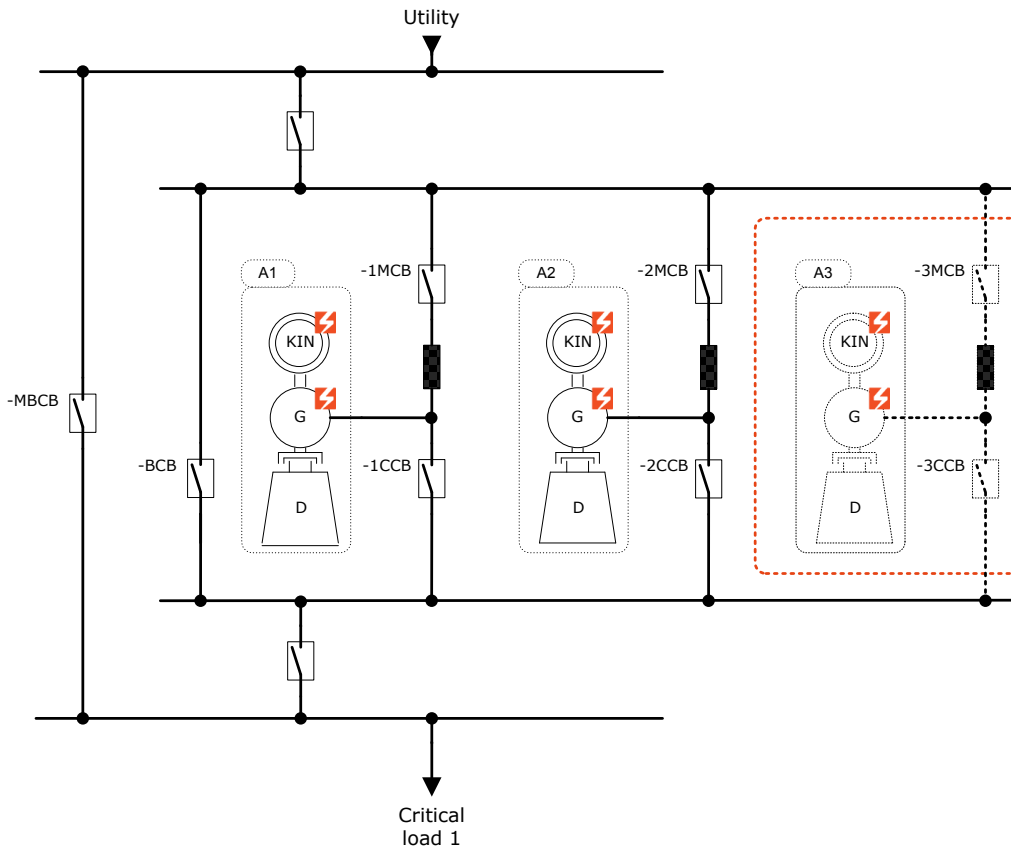 Utility
A1
-1MCB
A2
-2MCB
A3
-3MCB
KIN
KIN
KIN
-MBCB
G
G
G
-BCB
-1CCB
-2CCB
-3CCB
D
D
D
Critical
load 1